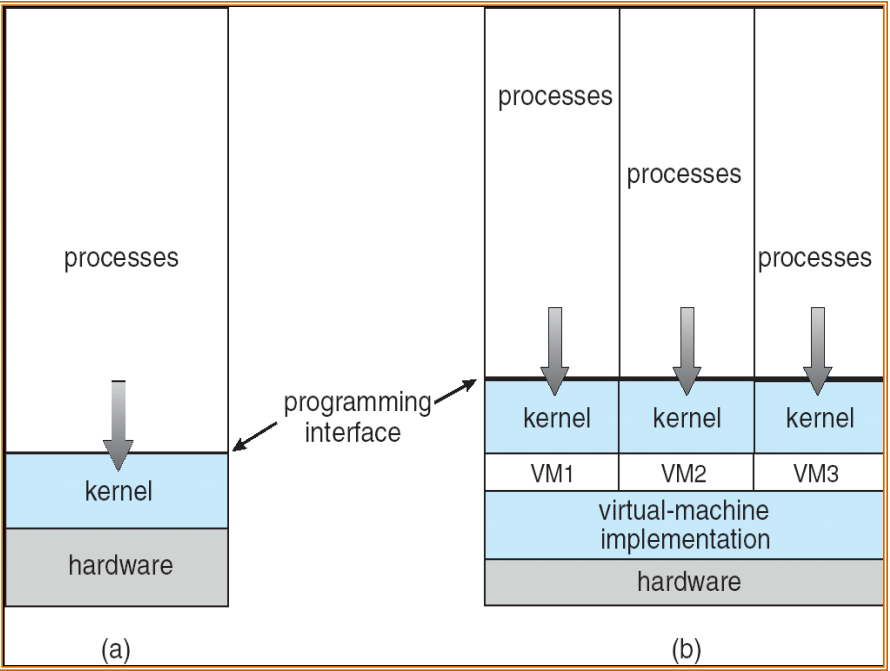 processes
kernel
hardware
(a)
programming
interface
processes
processes
processes
kernel
kernel
kernel
VM1
VM2
VM3
virtual-machine
implementation
hardware
(b)